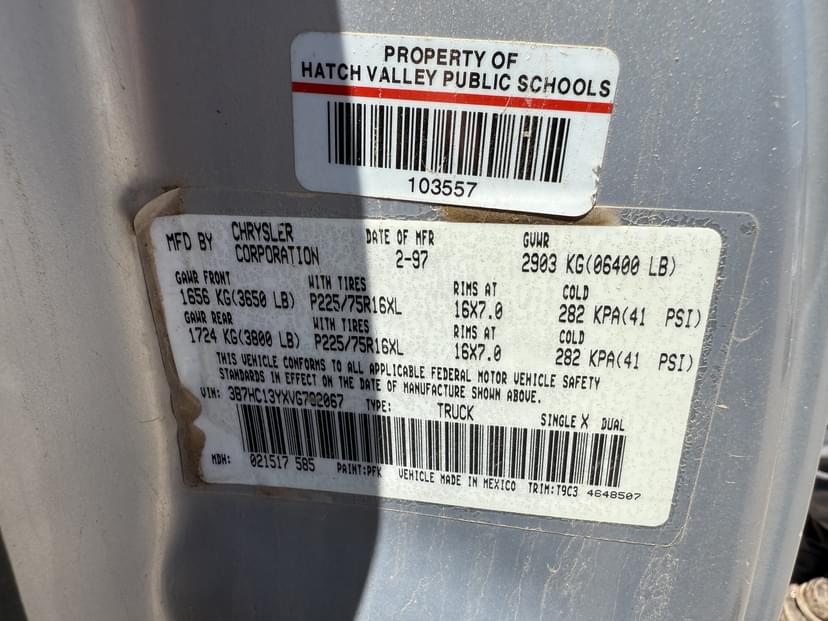 PROPERTY OF
HATCH VALLEY PUBLIC SCHOOLS
103557
MFD BY CHRYSLER CORPORATION DATE OF MFR 2-97 GVWR 2903 KG(06400 LB)
GAWR FRONT WITH TIRES RIMS AT COLD
1656 KG(3650 LB) P225/75R16XL 16X7.0 282 KPA(41 PSI)
GAWR REAR WITH TIRES RIMS AT COLD
1724 KG(3800 LB) P225/75R16XL 16X7.0 282 KPA(41 PSI)
THIS VEHICLE CONFORMS TO ALL APPLICABLE FEDERAL MOTOR VEHICLE SAFETY
STANDARDS IN EFFECT ON THE DATE OF MANUFACTURE SHOWN ABOVE.
VIN: TYPE: TRUCK SINGLE X DUAL
MDH: 021517 585 PAINT:PFK VEHICLE MADE IN MEXICO TRIM:T9C3 4648507